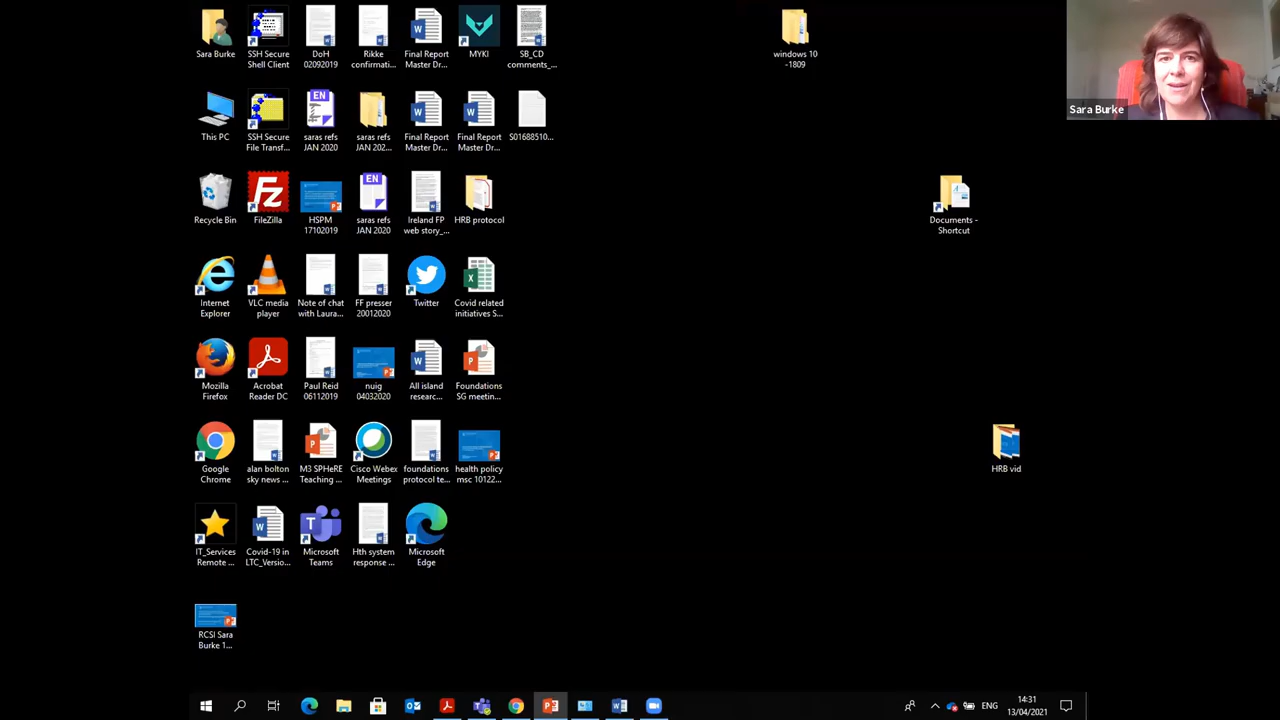 Sara Burke
SSH Secure
Shell Client
DoH
02092019
Rikke
confirmati...
Final Report
Master Dr...
MYKI
SB_CD
comments_...
windows 10
-1809
Sara Burke
This PC
SSH Secure
File Transf...
EN
saras refs
JAN 2020
saras refs
JAN 202...
Final Report
Master Dr...
Final Report
Master Dr...
S01688510...
Recycle Bin
FileZilla
HSPM
17102019
EN
saras refs
JAN 2020
Ireland FP
web story_...
HRB protocol
Documents -
Shortcut
Internet
Explorer
VLC media
player
Note of chat
with Laura...
FF presser
20012020
Twitter
Covid related
initiatives S...
Mozilla
Firefox
Acrobat
Reader DC
Paul Reid
06112019
nuig
04032020
All island
researc...
Foundations
SG meetin...
Google
Chrome
alan bolton
sky news ...
M3 SPHeRE
Teaching ...
Cisco Webex
Meetings
foundations
protocol te...
health policy
msc 10122...
HRB vid
IT_Services
Remote ...
Covid-19 in
LTC_Versio...
Microsoft
Teams
Hth system
response ...
Microsoft
Edge
RCSI Sara
Burke 1...
ENG
14:31
13/04/2021